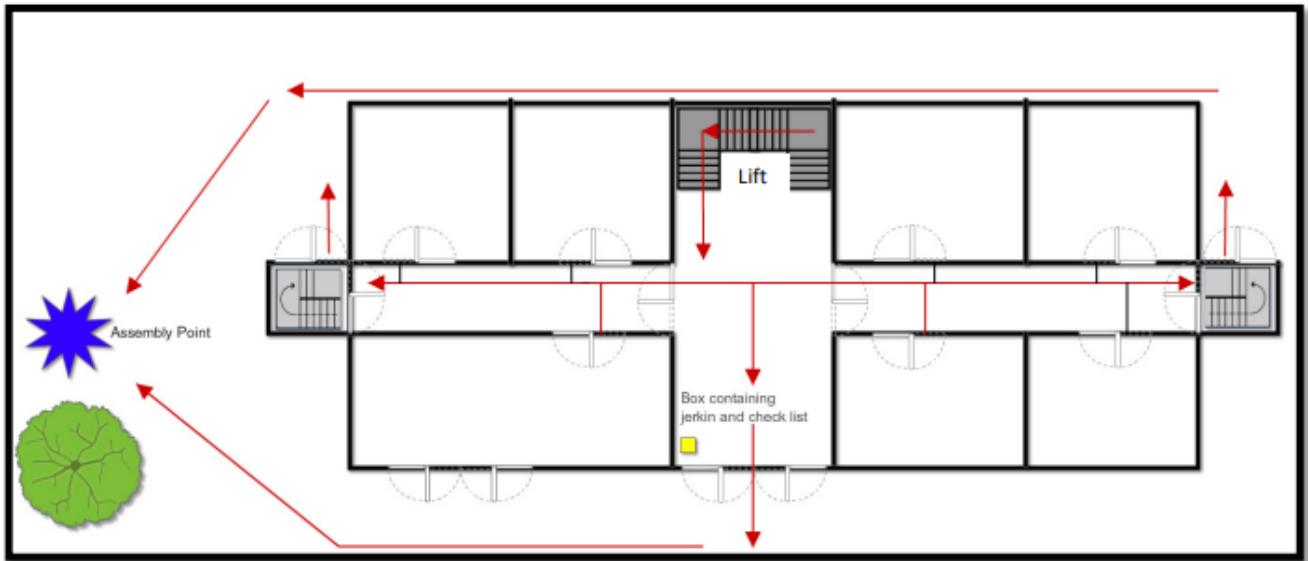 Lift
Assembly Point
Box containing
jerkin and check list